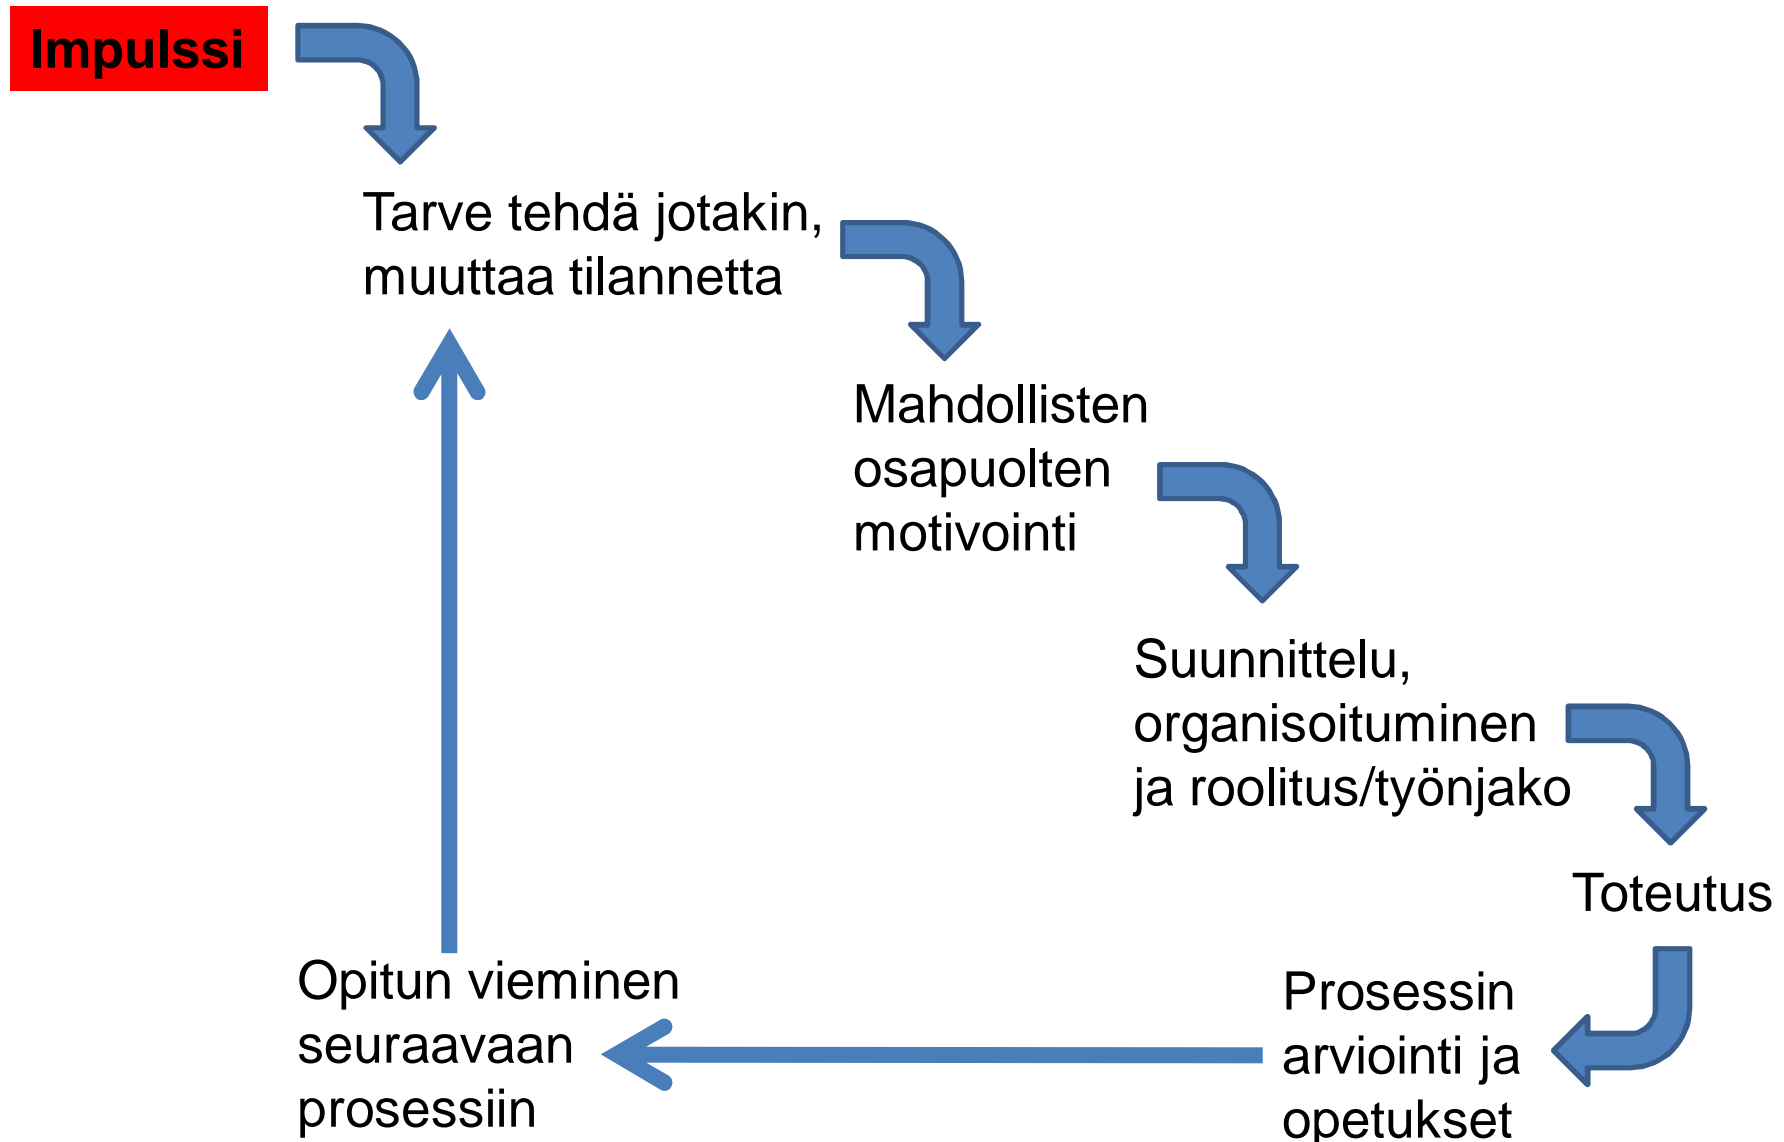 Impulssi
Tarve tehdä jotakin,
muuttaa tilannetta
Mahdollisten
osapuolten
motivointi
Suunnittelu,
organisoituminen
ja roolitus/työnjako
Toteutus
Prosessin
arviointi ja
opetukset
Opitun vieminen
seuraavaan
prosessiin